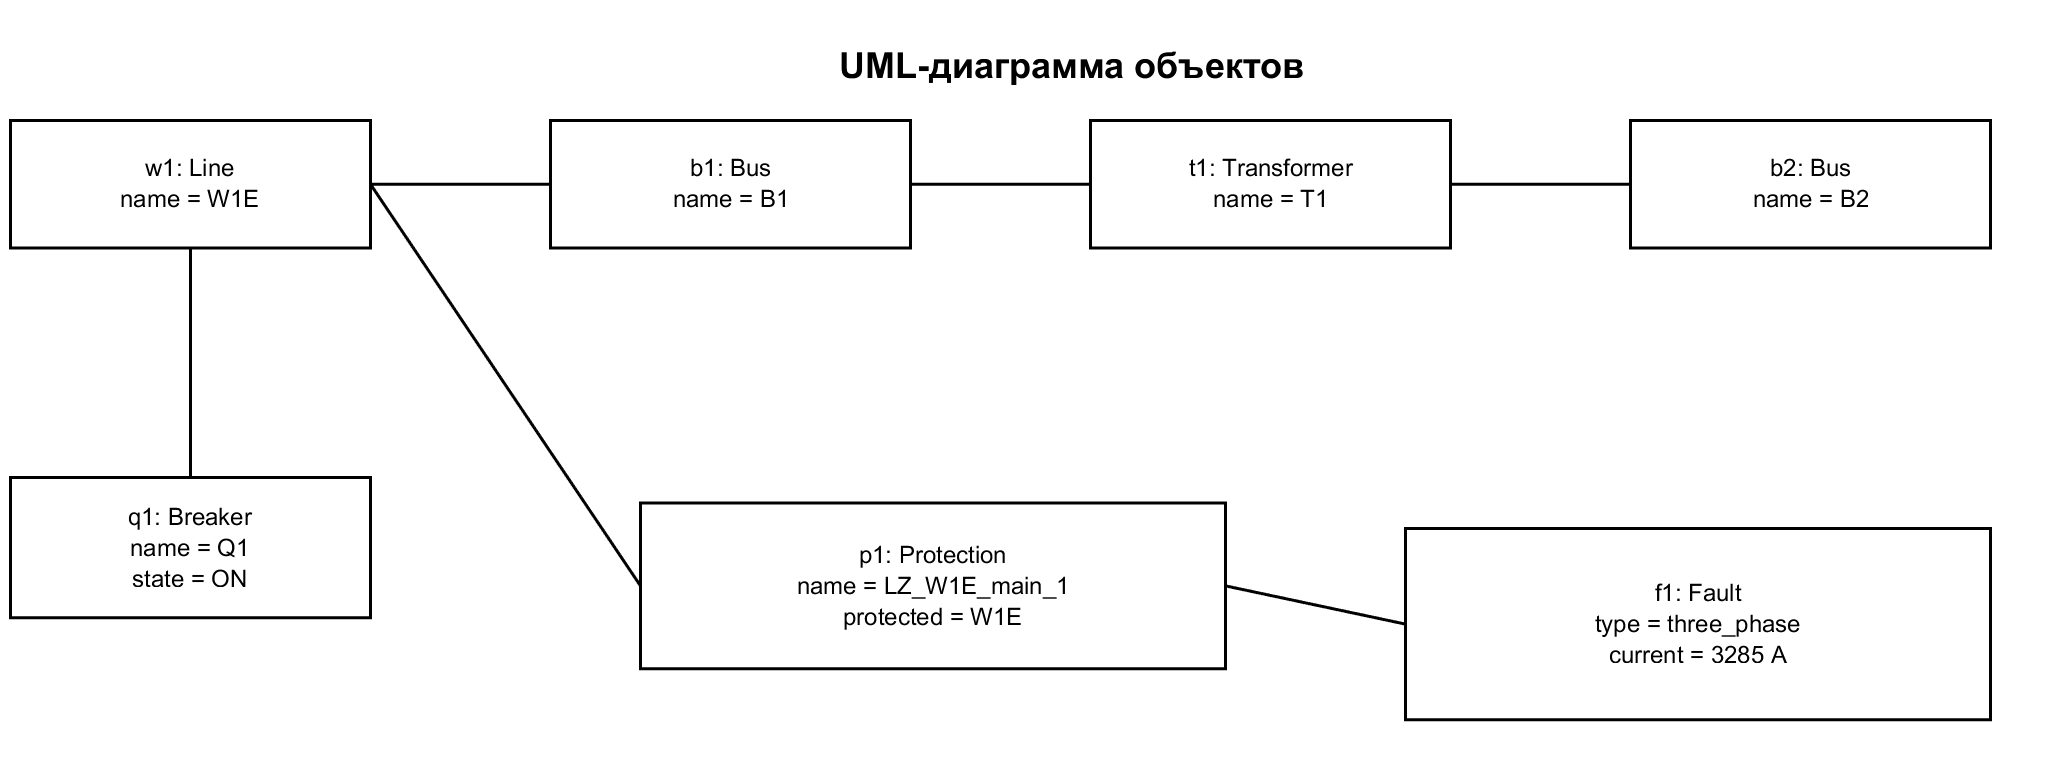 UML-диаграмма объектов
w1: Line
name = W1E
b1: Bus
name = B1
t1: Transformer
name = T1
b2: Bus
name = B2
q1: Breaker
name = Q1
state = ON
p1: Protection
name = LZ_W1E_main_1
protected = W1E
f1: Fault
type = three_phase
current = 3285 A